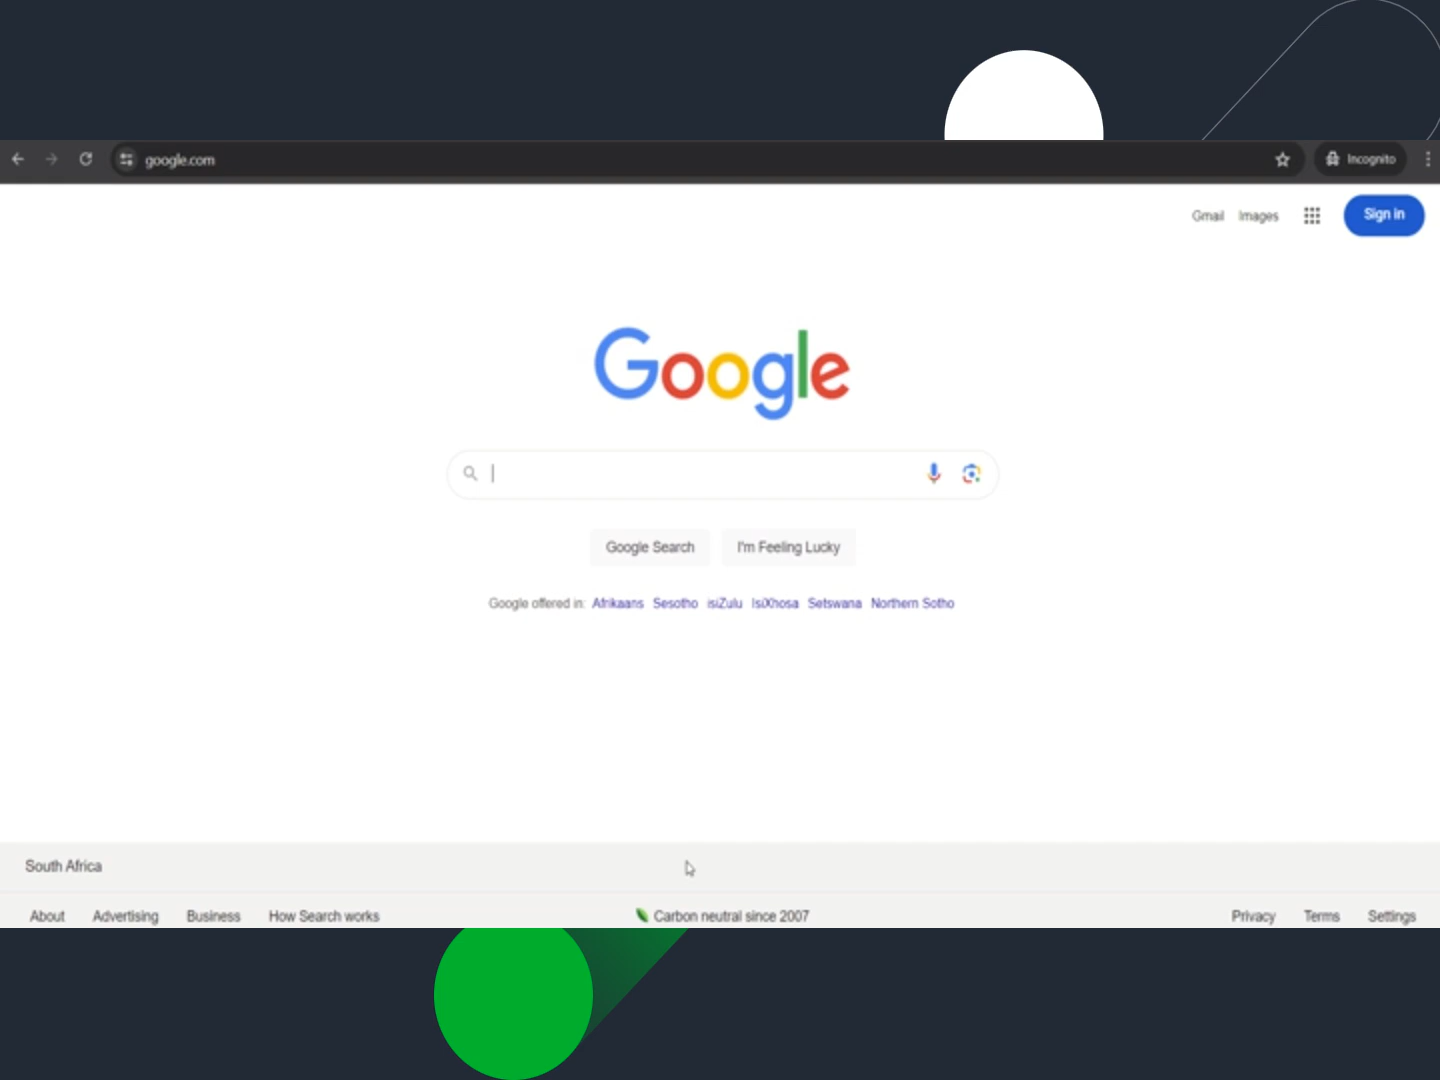 google.com Incognito
Gmail Images Sign in
Google
Google Search I'm Feeling Lucky
Google offered in: Afrikaans Sesotho isiZulu IsiXhosa Setswana Northern Sotho
South Africa
About Advertising Business How Search works Carbon neutral since 2007 Privacy Terms Settings